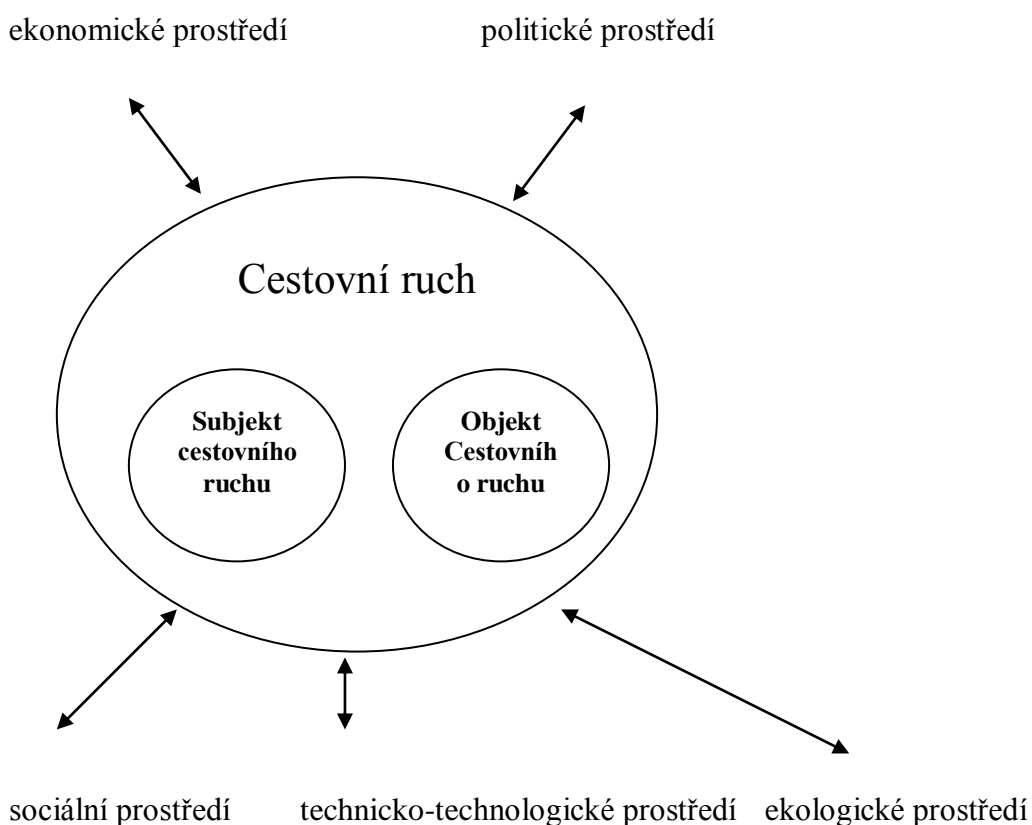 ekonomické prostředí
politické prostředí
Cestovní ruch
Subjekt
cestovního
ruchu
Objekt
Cestovníh
o ruchu
sociální prostředí
technicko-technologické prostředí
ekologické prostředí